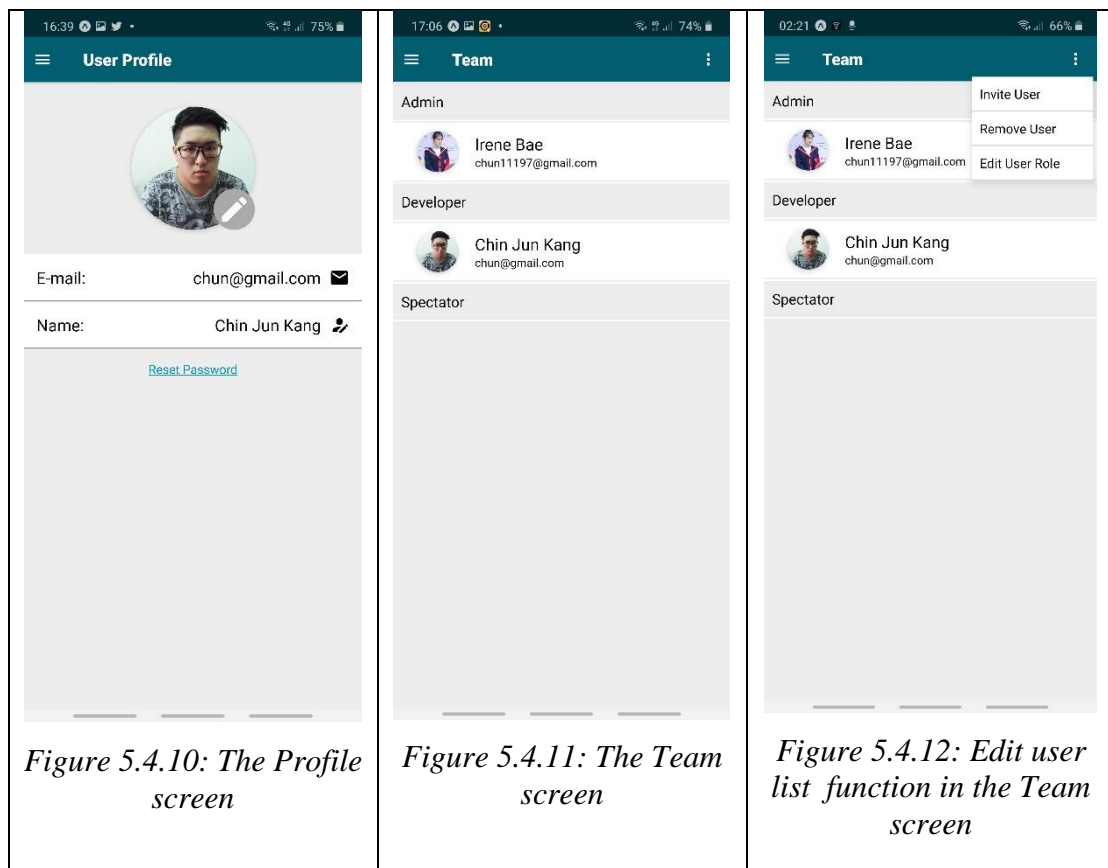 16:39 75%
User Profile
E-mail: chun@gmail.com
Name: Chin Jun Kang
Reset Password
Figure 5.4.10: The Profile
screen
17:06 74%
Team
Admin
Irene Bae
chun11197@gmail.com
Developer
Chin Jun Kang
chun@gmail.com
Spectator
Figure 5.4.11: The Team
screen
02:21 66%
Team
Invite User
Remove User
Edit User Role
Admin
Irene Bae
chun11197@gmail.com
Developer
Chin Jun Kang
chun@gmail.com
Spectator
Figure 5.4.12: Edit user
list function in the Team
screen